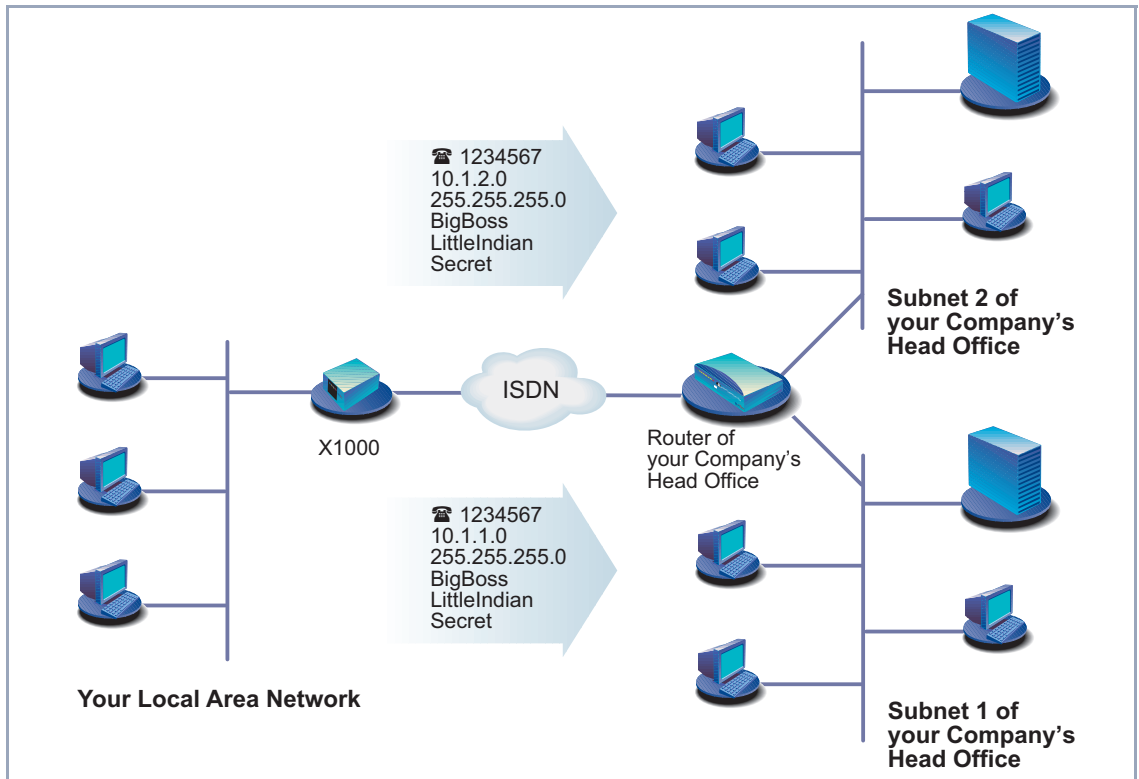 ☎ 1234567
10.1.2.0
255.255.255.0
BigBoss
LittleIndian
Secret
Subnet 2 of
your Company's
Head Office
ISDN
X1000
Router of
your Company's
Head Office
☎ 1234567
10.1.1.0
255.255.255.0
BigBoss
LittleIndian
Secret
Your Local Area Network
Subnet 1 of
your Company's
Head Office